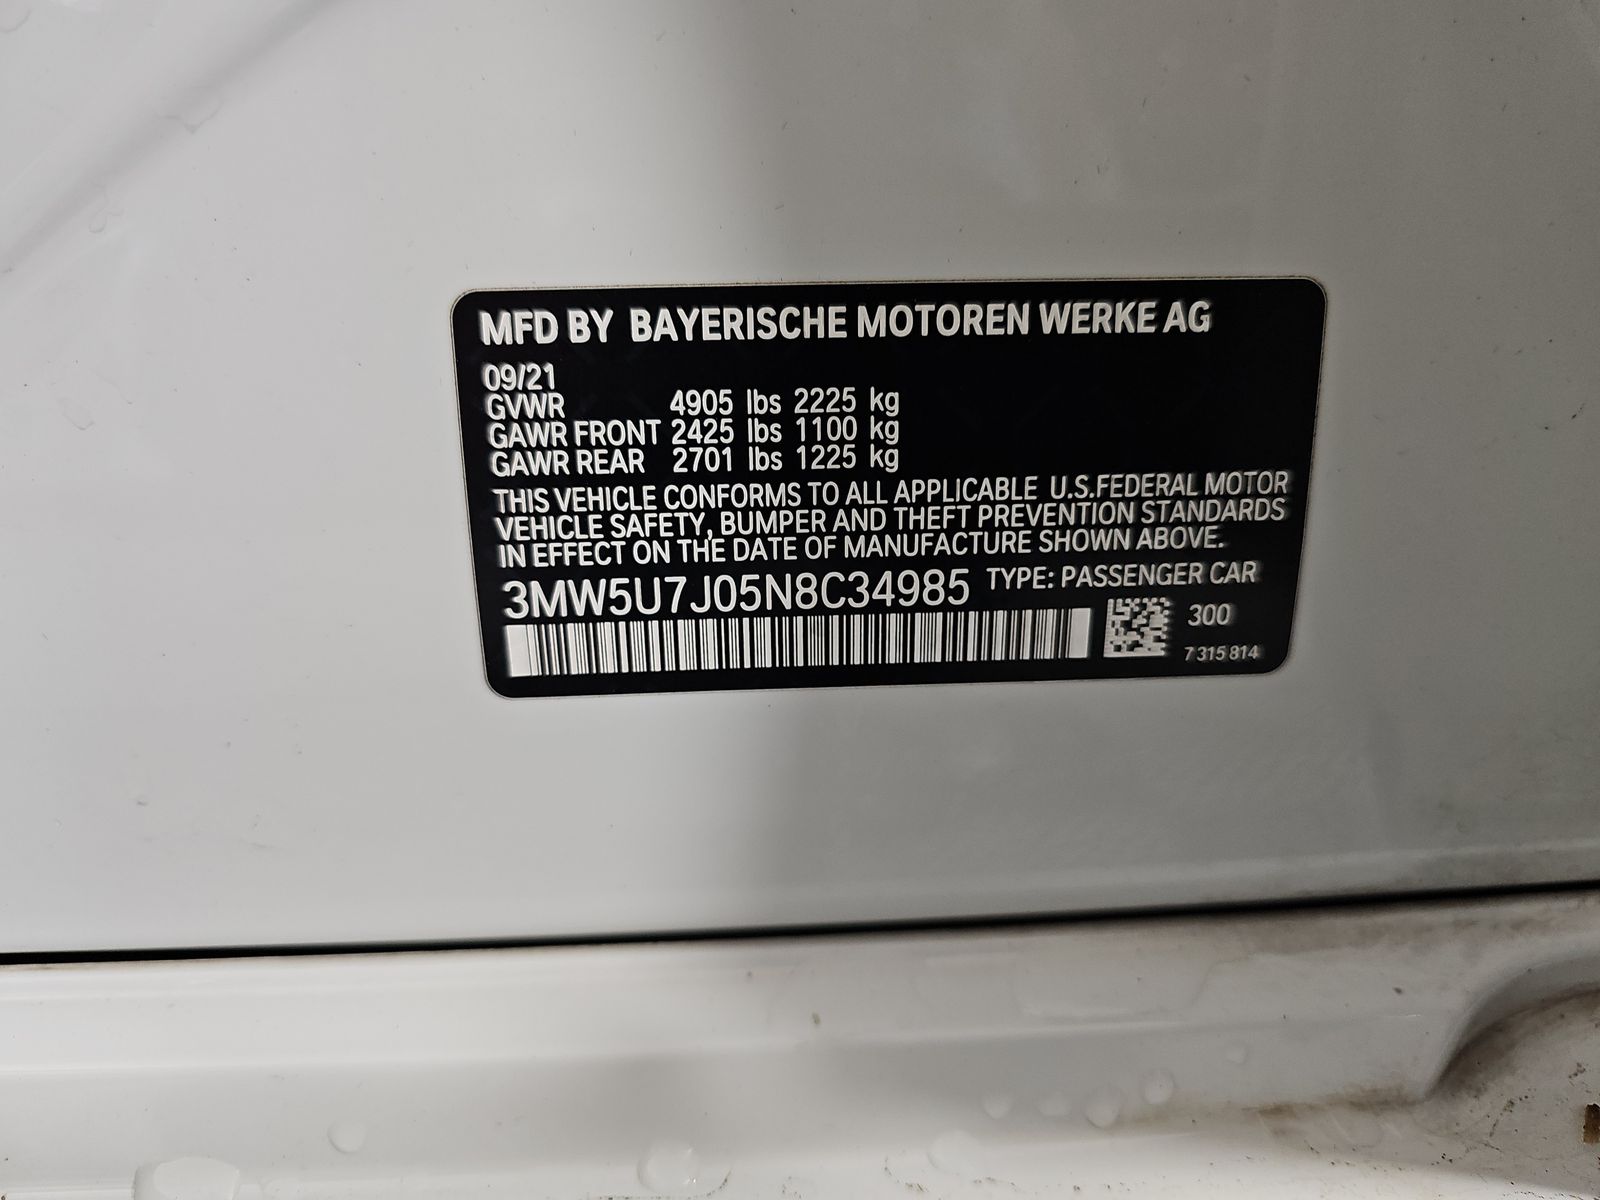 MFD BY BAYERISCHE MOTOREN WERKE AG
09/21
GVWR 4905 lbs 2225 kg
GAWR FRONT 2425 lbs 1100 kg
GAWR REAR 2701 lbs 1225 kg
THIS VEHICLE CONFORMS TO ALL APPLICABLE U.S.FEDERAL MOTOR
VEHICLE SAFETY, BUMPER AND THEFT PREVENTION STANDARDS
IN EFFECT ON THE DATE OF MANUFACTURE SHOWN ABOVE.
3MW5U7J05N8C34985 TYPE: PASSENGER CAR
300
7 315 814